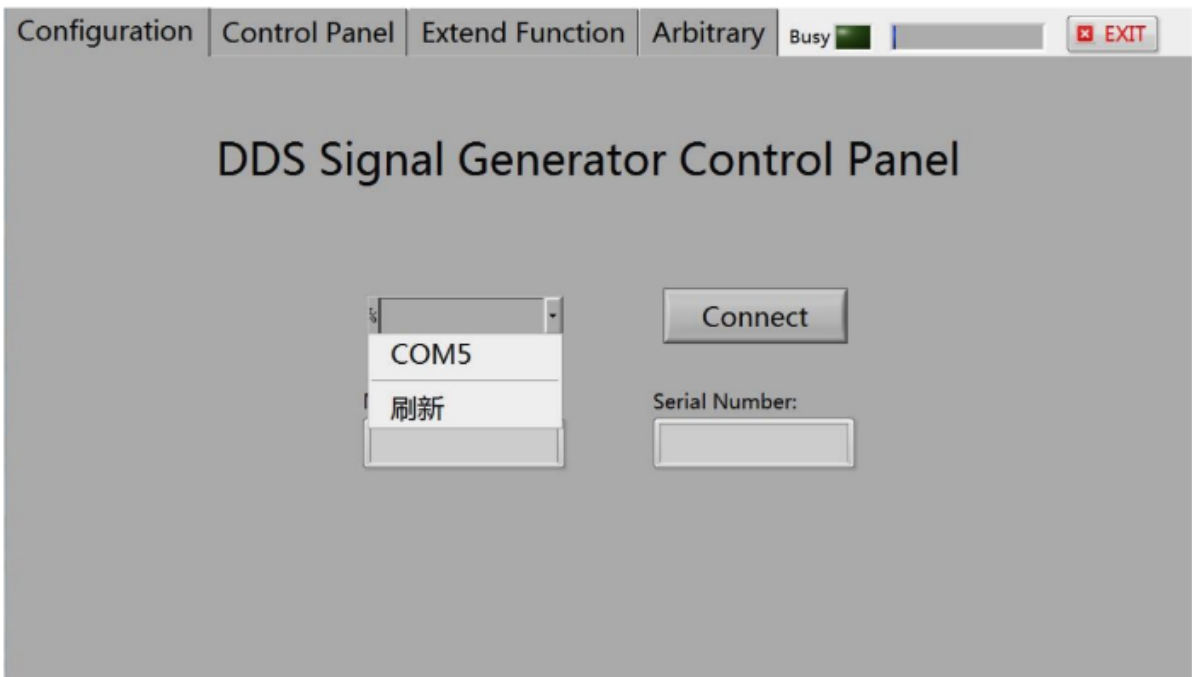 Configuration
Control Panel
Extend Function
Arbitrary
Busy
EXIT
DDS Signal Generator Control Panel
Connect
COM5
刷新
Serial Number: